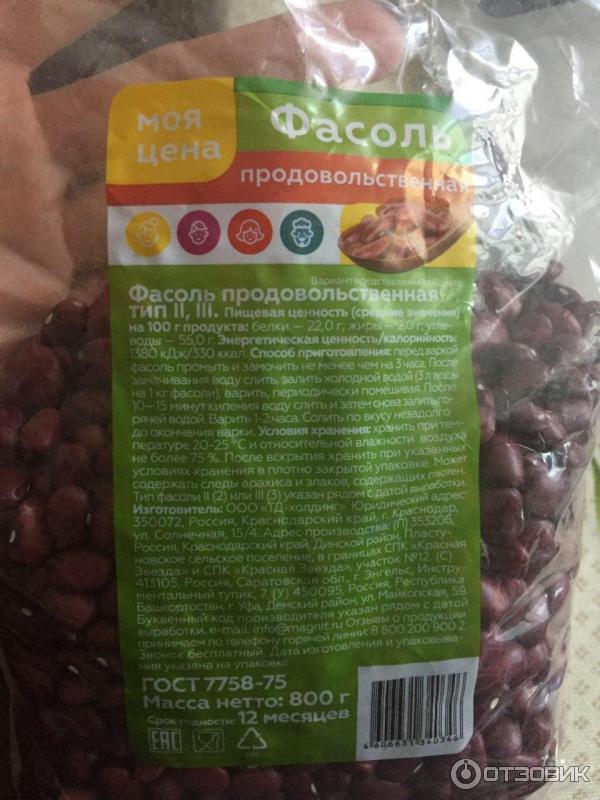 моя
цена
Фасоль
продовольственная
Вариант представления продукта
Фасоль продовольственная
тип II, III. Пищевая ценность (средние значения)
на 100 г продукта: белки — 22,0 г; жиры — 2,0 г; угле-
воды — 55,0 г. Энергетическая ценность/калорийность:
1380 кДж/330 ккал. Способ приготовления: перед варкой
фасоль промыть и замочить не менее чем на 3 часа. После
замачивания воду слить, залить холодной водой (3 л воды
на 1 кг фасоли), варить, периодически помешивая. После
10—15 минут кипения воду слить и затем снова залить го-
рячей водой. Варить 1-2 часа. Солить по вкусу незадолго
до окончания варки. Условия хранения: хранить при тем-
пературе 20-25 °С и относительной влажности воздуха
не более 75 %. После вскрытия хранить при указанных
условиях хранения в плотно закрытой упаковке. Может
содержать следы арахиса и злаков, содержащих глютен.
Тип фасоли II (2) или III (3) указан рядом с датой выработки.
Изготовитель: ООО «ТД-холдинг». Юридический адрес:
350072, Россия, Краснодарский край, г. Краснодар,
ул. Солнечная, 15/4. Адрес производства: (П) 353206,
Россия, Краснодарский край, Динской район, Пласту-
новское сельское поселение, в границах СПК «Красная
Звезда» и СПК «Красная Звезда», участок №12; (С)
413105, Россия, Саратовская обл., г. Энгельс, Инстру-
ментальный тупик, 7; (У) 450095, Россия, Республика
Башкортостан, г. Уфа, Демский район, ул. Майкопская, 59.
Буквенный код производителя указан рядом с датой
выработки. e-mail: info@magnit.ru Отзывы о продукции
принимаем по телефону горячей линии: 8 800 200 900 2.
Звонок бесплатный. Дата изготовления и упаковыва-
ния указана на упаковке.
ГОСТ 7758-75
Масса нетто: 800 г
Срок годности: 12 месяцев
EAC
4 606631 340346
ОТЗОВИК